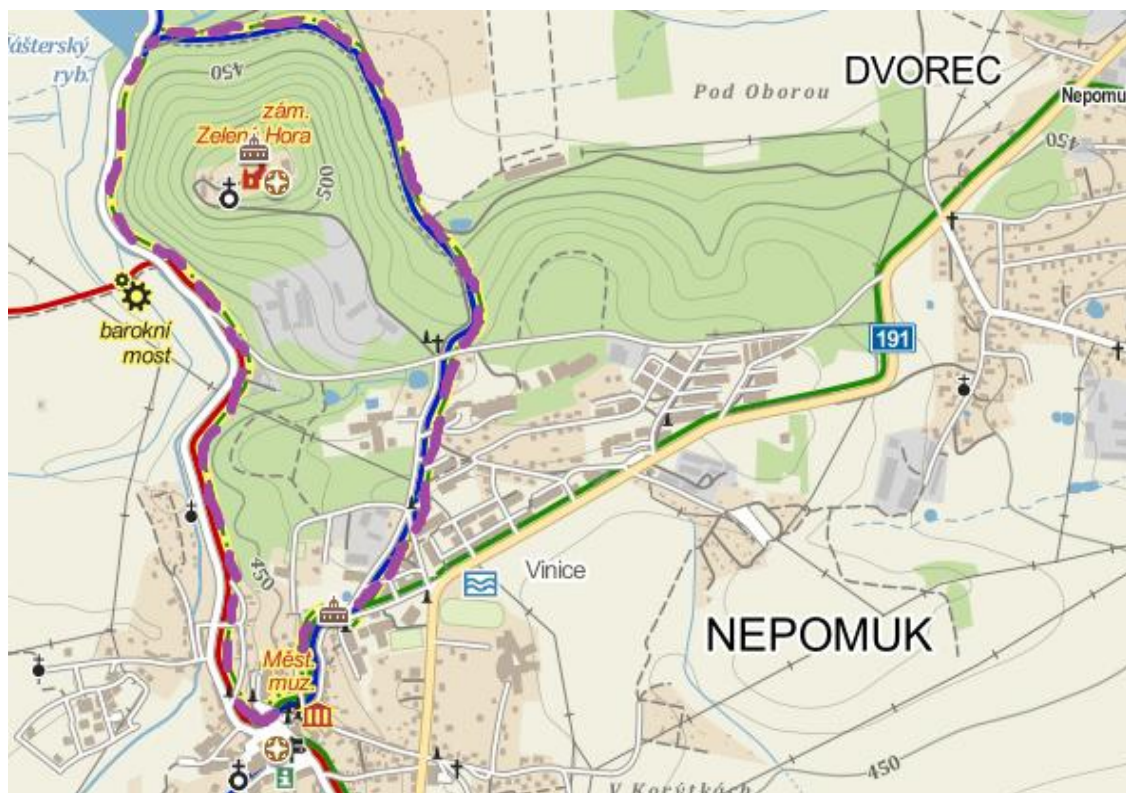 ášterský
ryb.
450
zám.
Zelená Hora
500
Pod Oborou
DVOREC
Nepomu
450
barokní
most
191
450
Vinice
NEPOMUK
Měst.
muz.
450
V Korýtkách